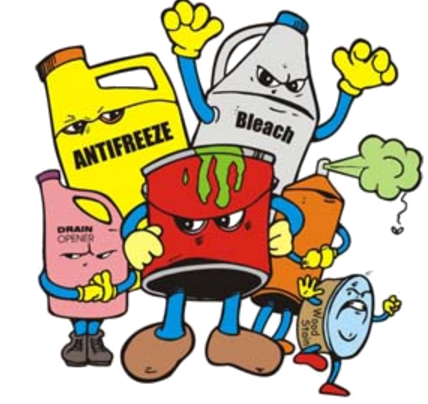 ANTIFREEZE
Bleach
DRAIN
OPENER
Wood
Stain